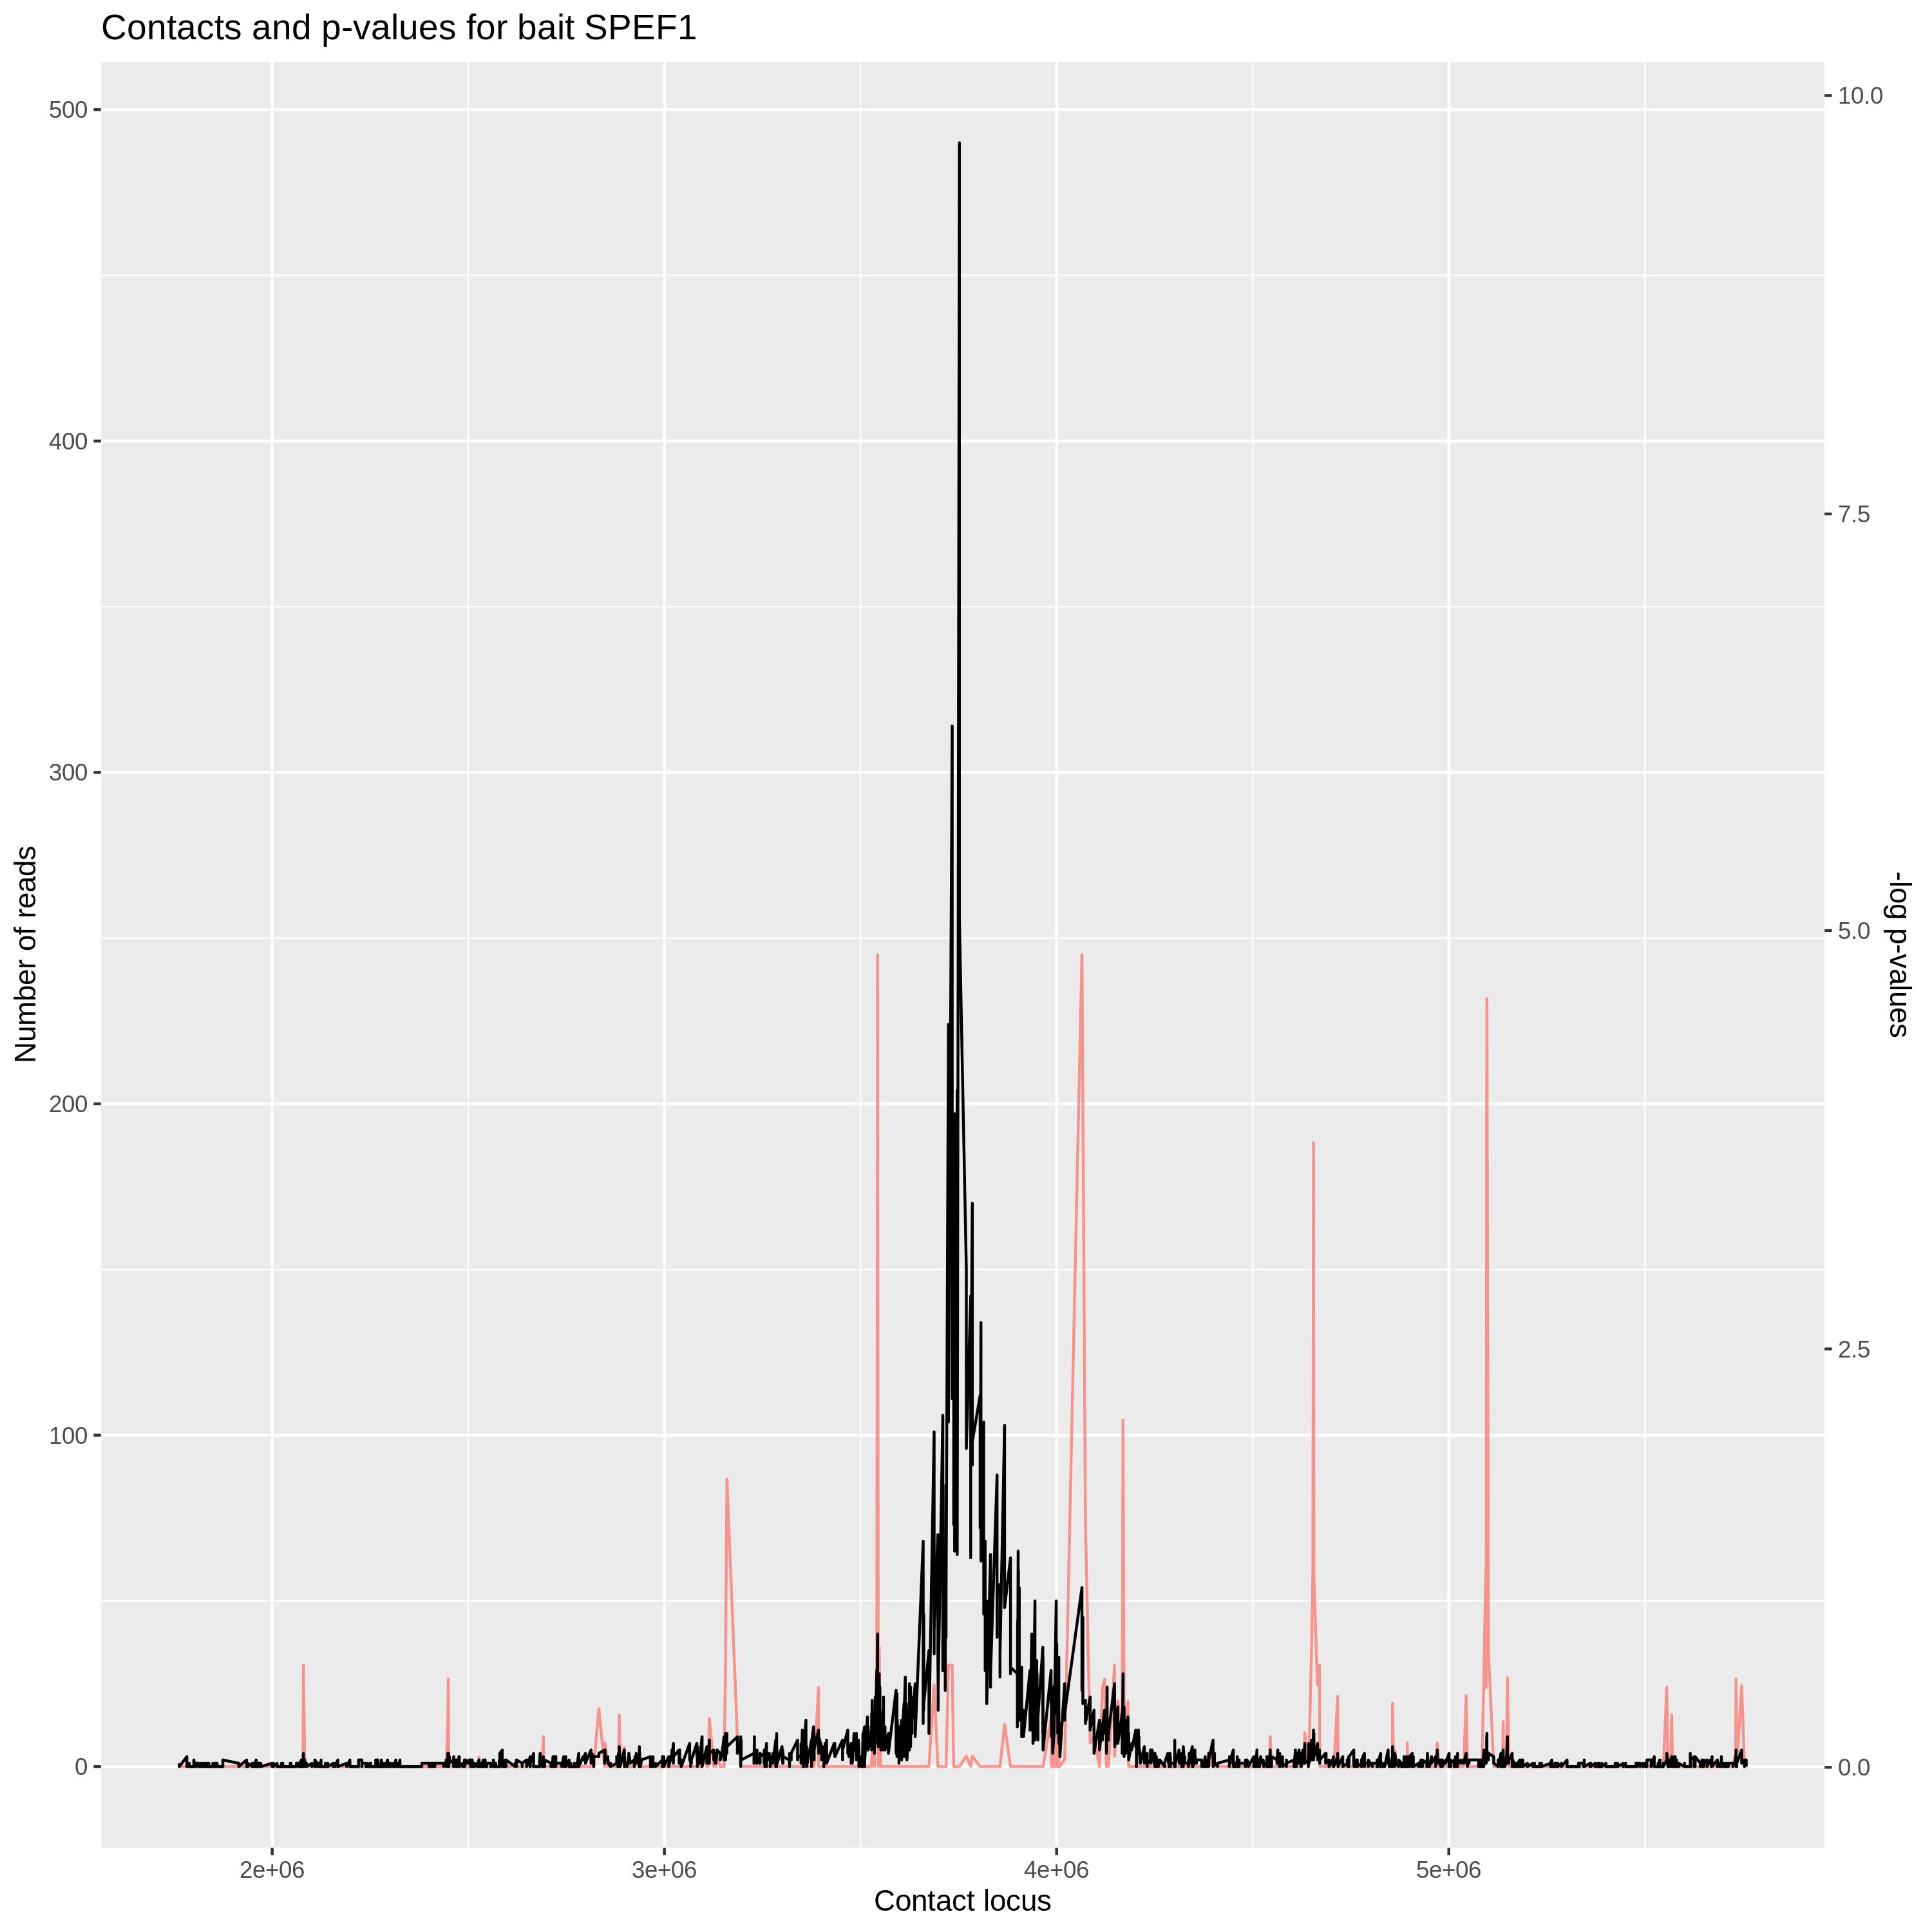 Contacts and p-values for bait SPEF1
500
400
300
200
100
0
Number of reads
10.0
7.5
5.0
2.5
0.0
-log p-values
2e+06
3e+06
4e+06
5e+06
Contact locus